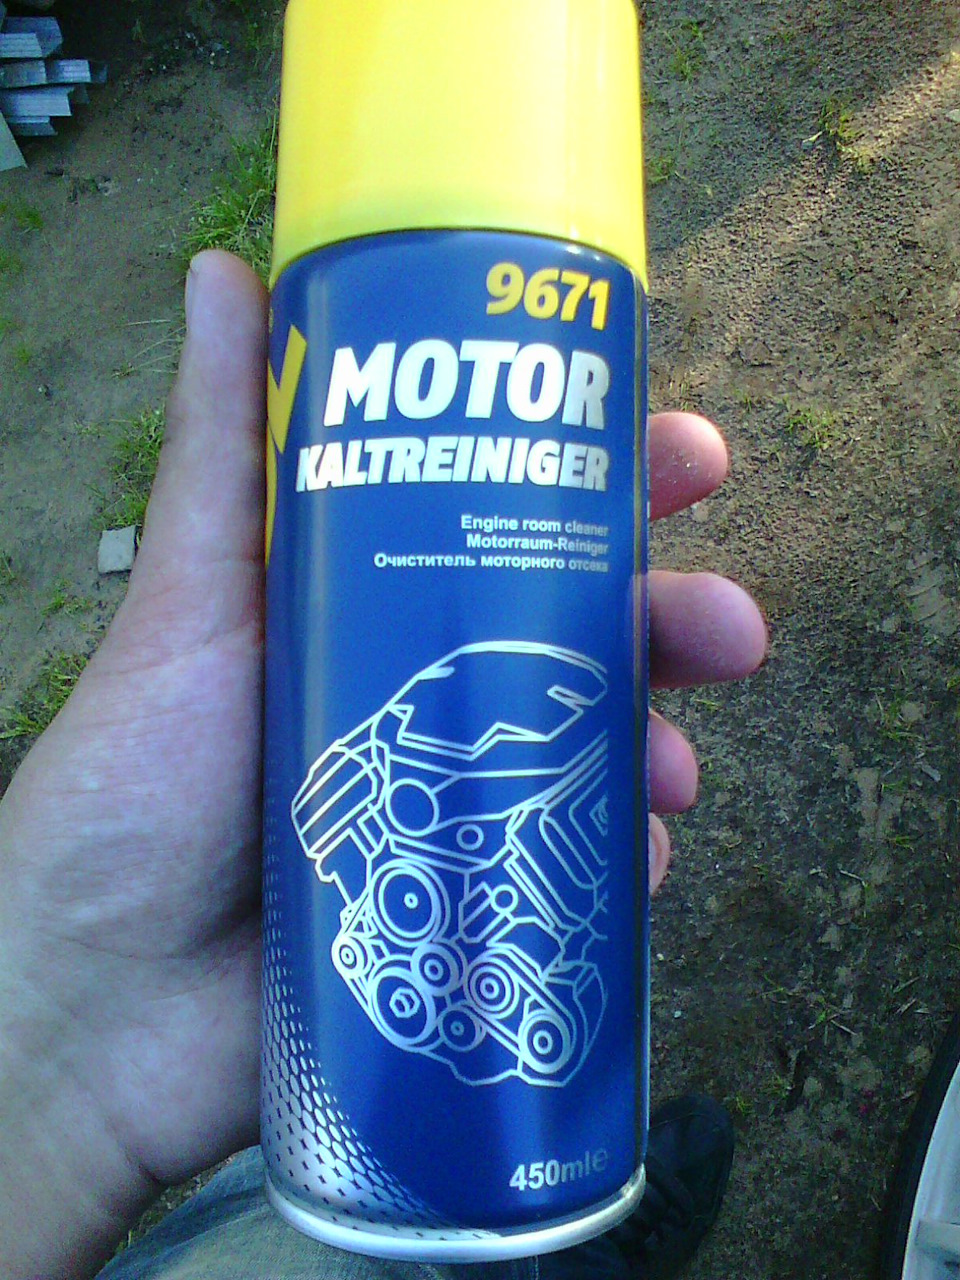 9671
MOTOR
KALTREINIGER
Engine room cleaner
Motorraum-Reiniger
Очиститель моторного отсека
450ml℮